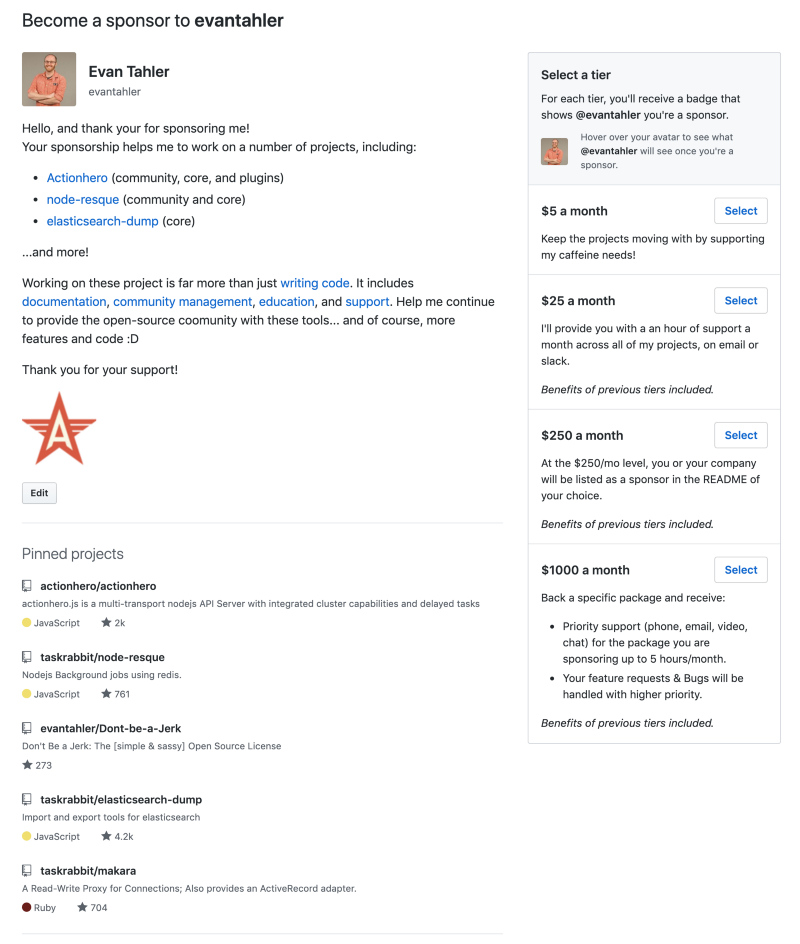 Become a sponsor to evantahler
Evan Tahler
evantahler
Hello, and thank your for sponsoring me!
Your sponsorship helps me to work on a number of projects, including:
Actionhero (community, core, and plugins)
node-resque (community and core)
elasticsearch-dump (core)
...and more!
Working on these project is far more than just writing code. It includes
documentation, community management, education, and support. Help me continue
to provide the open-source coomunity with these tools... and of course, more
features and code :D
Thank you for your support!
A
Edit
Pinned projects
actionhero/actionhero
actionhero.js is a multi-transport nodejs API Server with integrated cluster capabilities and delayed tasks
JavaScript 2k
taskrabbit/node-resque
Nodejs Background jobs using redis.
JavaScript 761
evantahler/Dont-be-a-Jerk
Don't Be a Jerk: The [simple & sassy] Open Source License
273
taskrabbit/elasticsearch-dump
Import and export tools for elasticsearch
JavaScript 4.2k
taskrabbit/makara
A Read-Write Proxy for Connections; Also provides an ActiveRecord adapter.
Ruby 704
Select a tier
For each tier, you'll receive a badge that
shows @evantahler you're a sponsor.
Hover over your avatar to see what
@evantahler will see once you're a
sponsor.
$5 a month Select
Keep the projects moving with by supporting
my caffeine needs!
$25 a month Select
I'll provide you with a an hour of support a
month across all of my projects, on email or
slack.
Benefits of previous tiers included.
$250 a month Select
At the $250/mo level, you or your company
will be listed as a sponsor in the README of
your choice.
Benefits of previous tiers included.
$1000 a month Select
Back a specific package and receive:
Priority support (phone, email, video,
chat) for the package you are
sponsoring up to 5 hours/month.
Your feature requests & Bugs will be
handled with higher priority.
Benefits of previous tiers included.